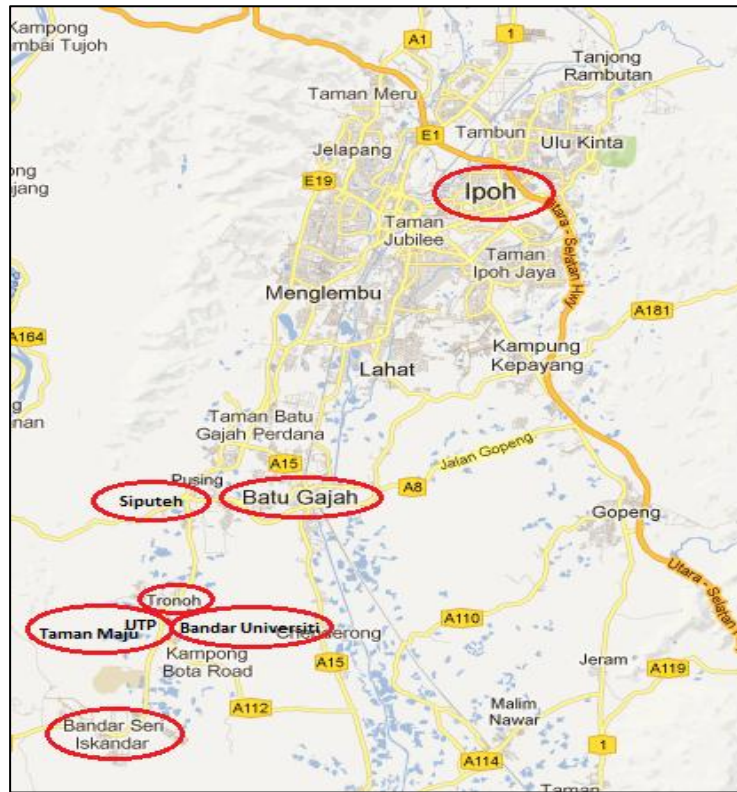 Kampong
mbai Tujoh
A1
1
Tanjong
Rambutan
Taman Meru
E1
Tambun
Ulu Kinta
Jelapang
E19
Ipoh
Taman
Jubilee
Utara - Selatan Hwy
Taman
Ipoh Jaya
Menglembu
A181
A164
Kampung
Kepayang
Lahat
Taman Batu
Gajah Perdana
Jalan Gopeng
A15
Pusing
Siputeh
Batu Gajah
A8
Gopeng
Utara - Selatan
Tronoh
UTP
Taman Maju
Bandar Universiti
A110
Kampong
Bota Road
A15
Jeram
A119
A112
Malim
Nawar
Bandar Seri
Iskandar
1
A114
Taman